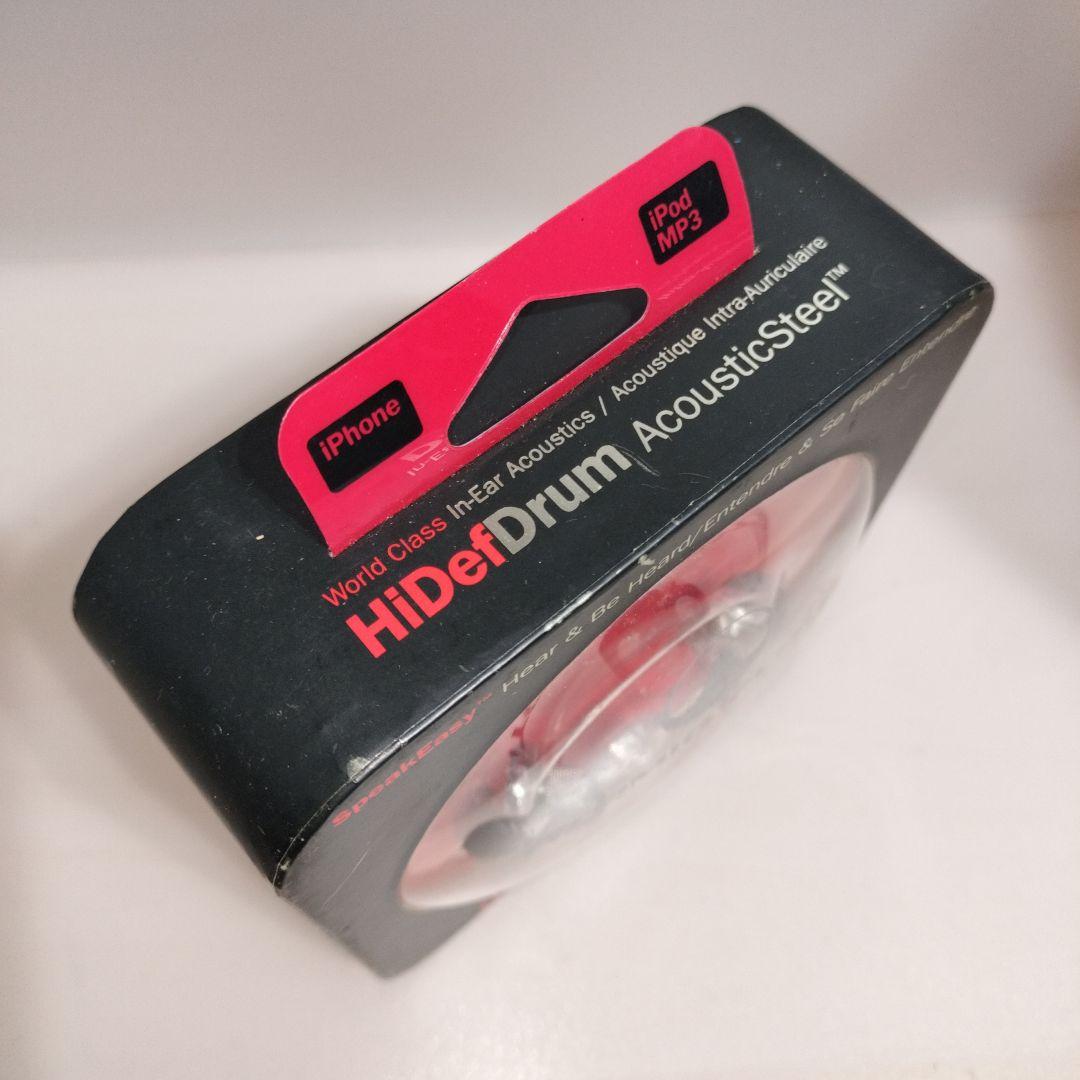 iPhone
iPod
MP3
World Class In-Ear Acoustics / Acoustique Intra-Auriculaire
HiDefDrum AcousticSteel™
SpeakEasy™ Hear & Be Heard/Entendre & Se Faire Entendre